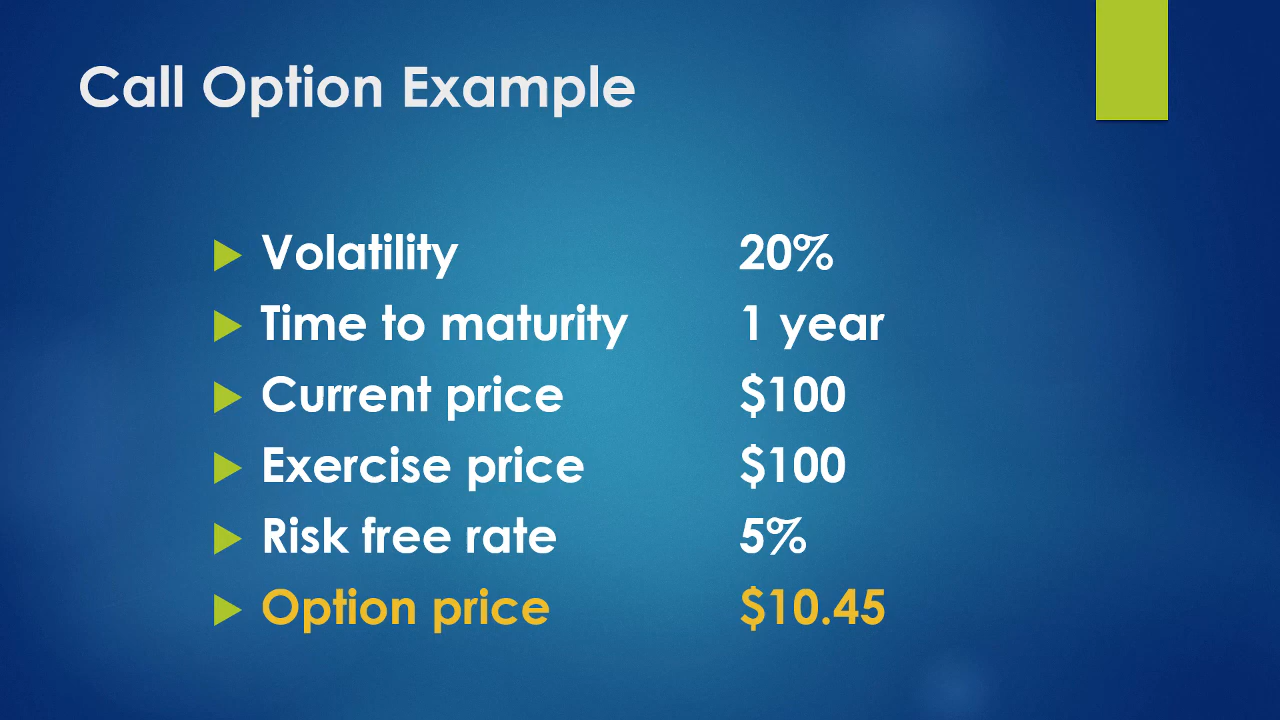 Call Option Example
Volatility 20%
Time to maturity 1 year
Current price $100
Exercise price $100
Risk free rate 5%
Option price $10.45